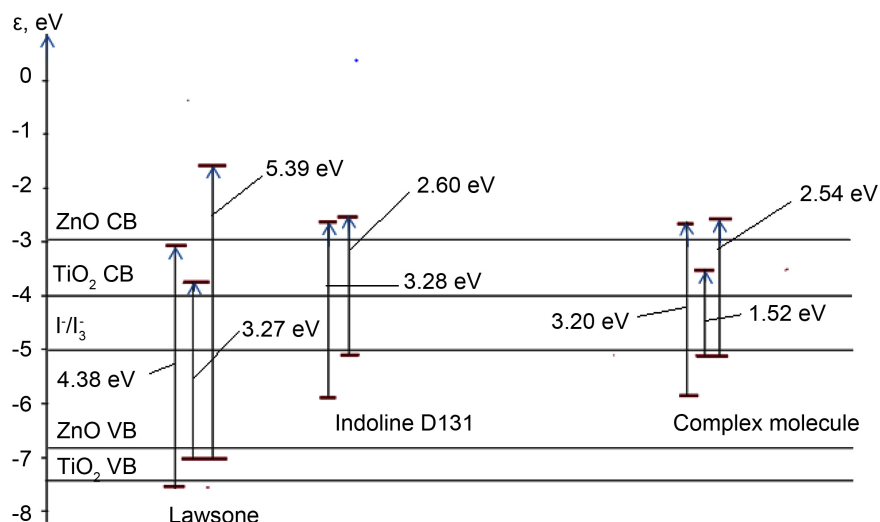 ε, eV
0
-1
5.39 eV
-2
2.60 eV
2.54 eV
ZnO CB
-3
TiO₂ CB
3.28 eV
-4
3.20 eV
1.52 eV
I⁻/I₃⁻
3.27 eV
-5
4.38 eV
-6
Indoline D131
Complex molecule
ZnO VB
-7
TiO₂ VB
-8
Lawsone